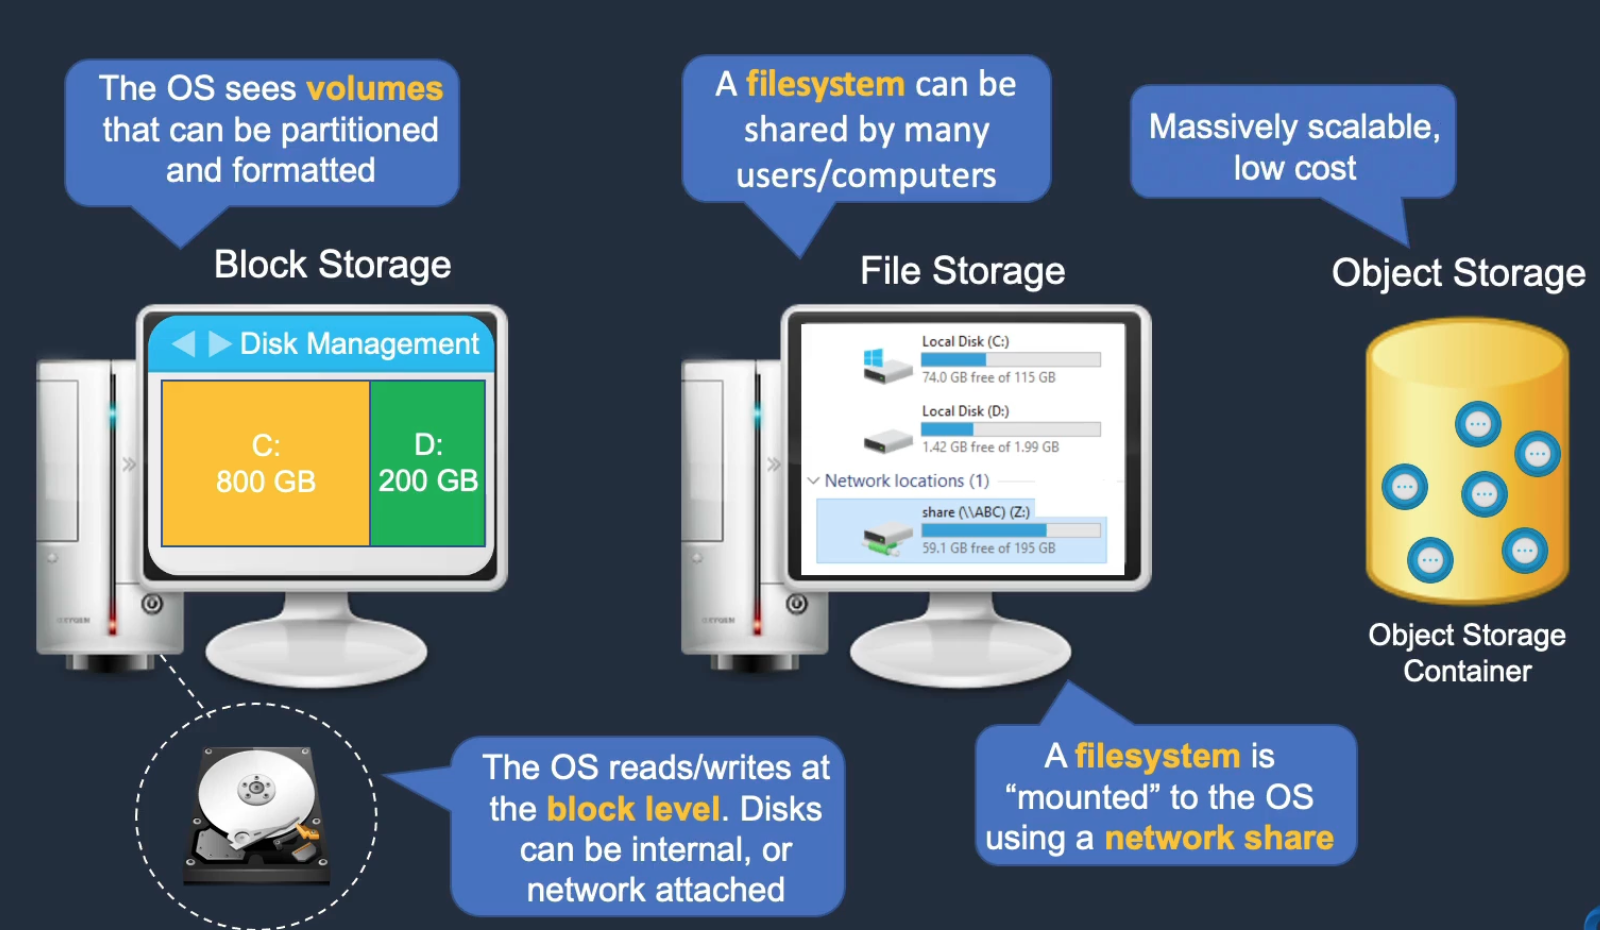 The OS sees volumes
that can be partitioned
and formatted
A filesystem can be
shared by many
users/computers
Massively scalable,
low cost
Block Storage
File Storage
Object Storage
Disk Management
C:
800 GB
D:
200 GB
Local Disk (C:)
74.0 GB free of 115 GB
Local Disk (D:)
1.42 GB free of 1.99 GB
Network locations (1)
share (\\ABC) (Z:)
59.1 GB free of 195 GB
Object Storage
Container
The OS reads/writes at
the block level. Disks
can be internal, or
network attached
A filesystem is
“mounted” to the OS
using a network share